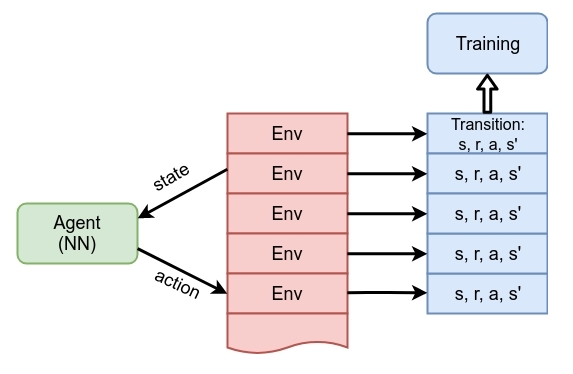 Training
Env
Transition:
s, r, a, s'
state
Env
s, r, a, s'
Agent
(NN)
Env
s, r, a, s'
Env
s, r, a, s'
action
Env
s, r, a, s'